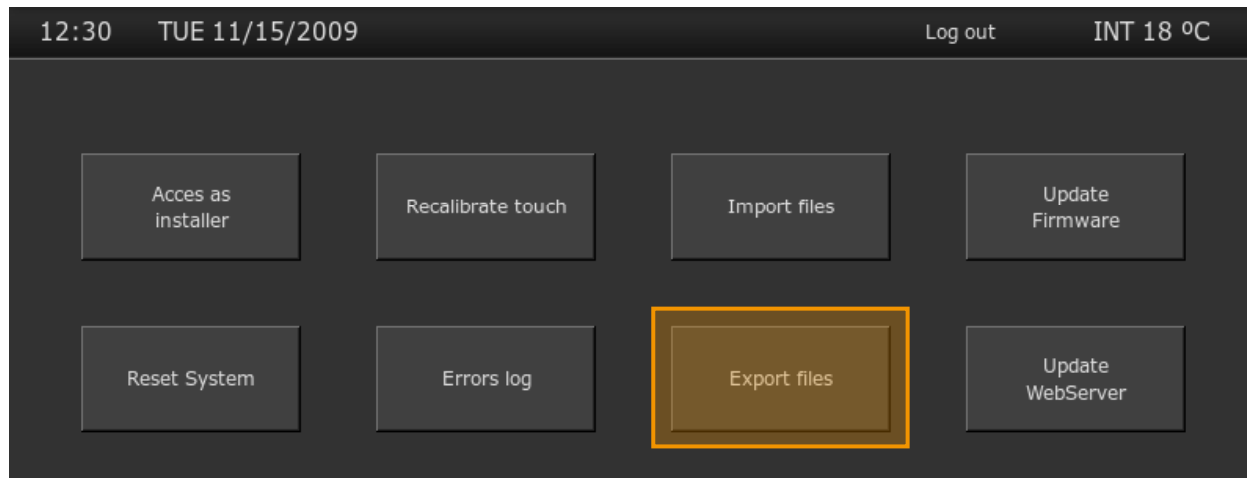 12:30 TUE 11/15/2009 Log out INT 18 ºC
Acces as
installer
Recalibrate touch
Import files
Update
Firmware
Reset System
Errors log
Export files
Update
WebServer